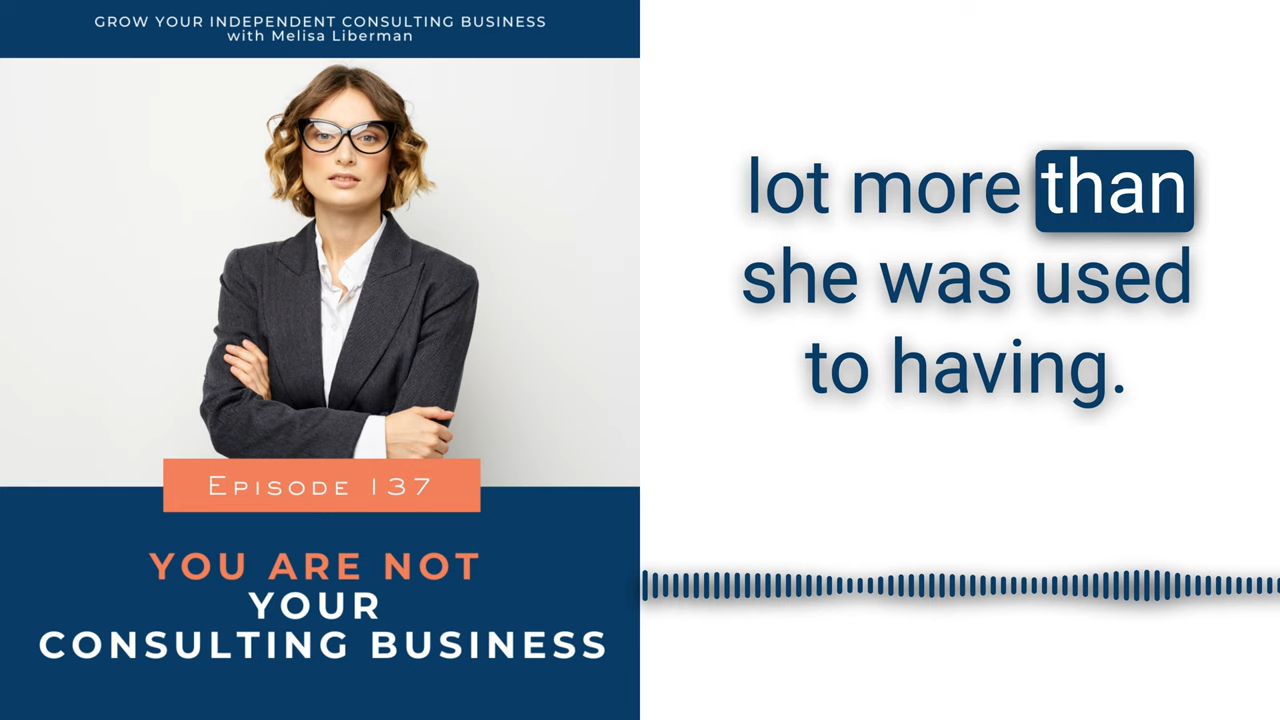 GROW YOUR INDEPENDENT CONSULTING BUSINESS
with Melisa Liberman
EPISODE 137
YOU ARE NOT
YOUR
CONSULTING BUSINESS
lot more than
she was used
to having.